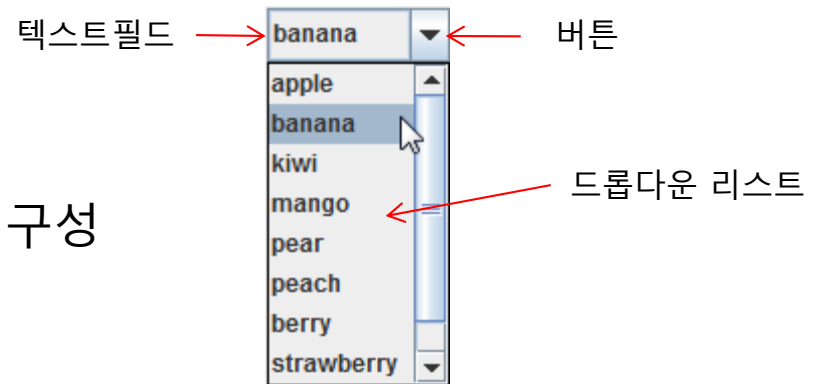 텍스트필드
banana
버튼
apple
banana
kiwi
mango
드롭다운 리스트
구성
pear
peach
berry
strawberry